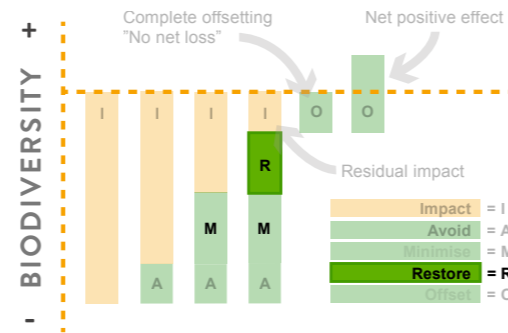 Complete offsetting
"No net loss"
Net positive effect
+
BIODIVERSITY
-
I I I I O O
R
Residual impact
M M
A A A
Impact = I
Avoid = A
Minimise = M
Restore = R
Offset = O